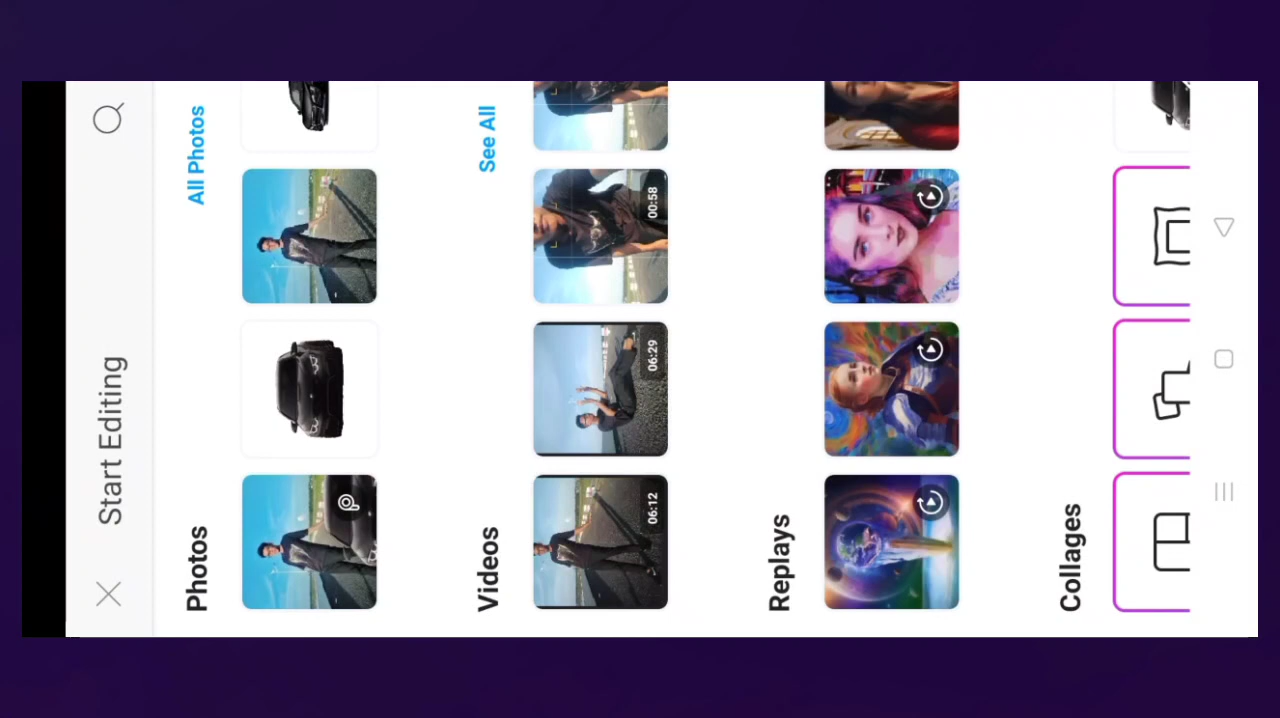 Start Editing
Photos
All Photos
Videos
See All
06:12
06:29
00:58
Replays
Collages